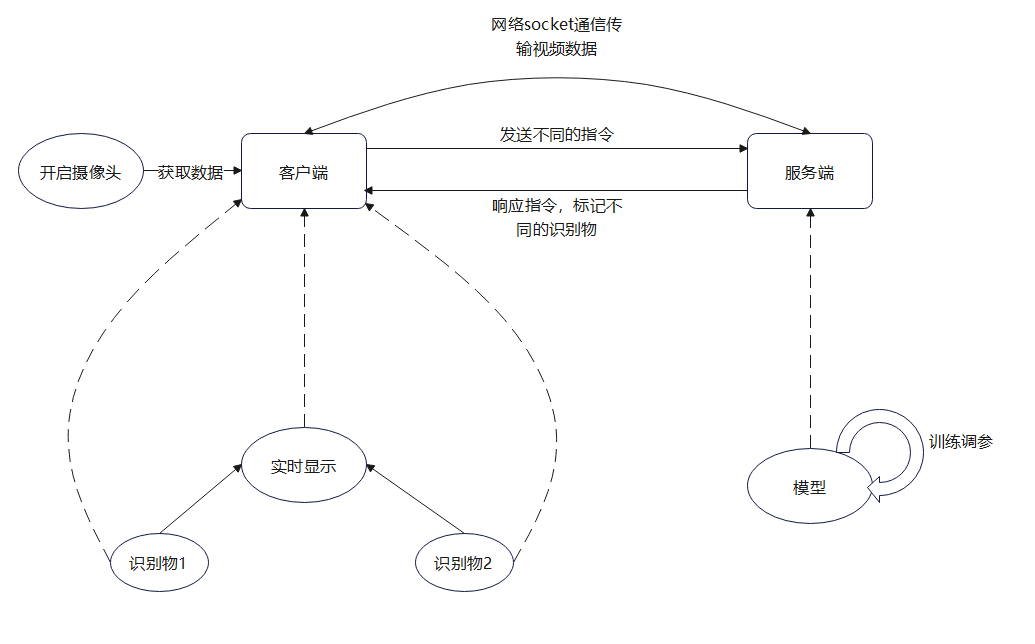 网络socket通信传
输视频数据
发送不同的指令
开启摄像头
获取数据
客户端
服务端
响应指令，标记不
同的识别物
训练调参
实时显示
模型
识别物1
识别物2